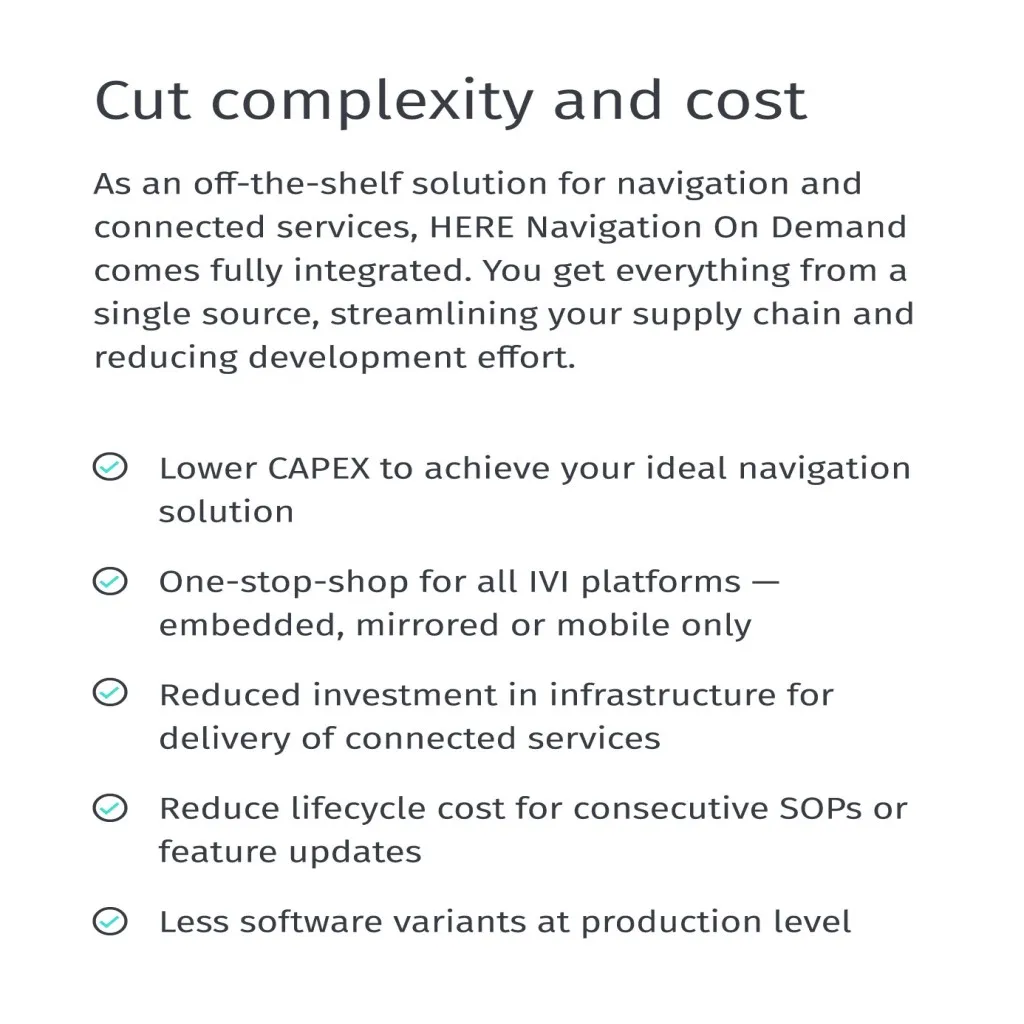 Cut complexity and cost
As an off-the-shelf solution for navigation and
connected services, HERE Navigation On Demand
comes fully integrated. You get everything from a
single source, streamlining your supply chain and
reducing development effort.
Lower CAPEX to achieve your ideal navigation
solution
One-stop-shop for all IVI platforms —
embedded, mirrored or mobile only
Reduced investment in infrastructure for
delivery of connected services
Reduce lifecycle cost for consecutive SOPs or
feature updates
Less software variants at production level